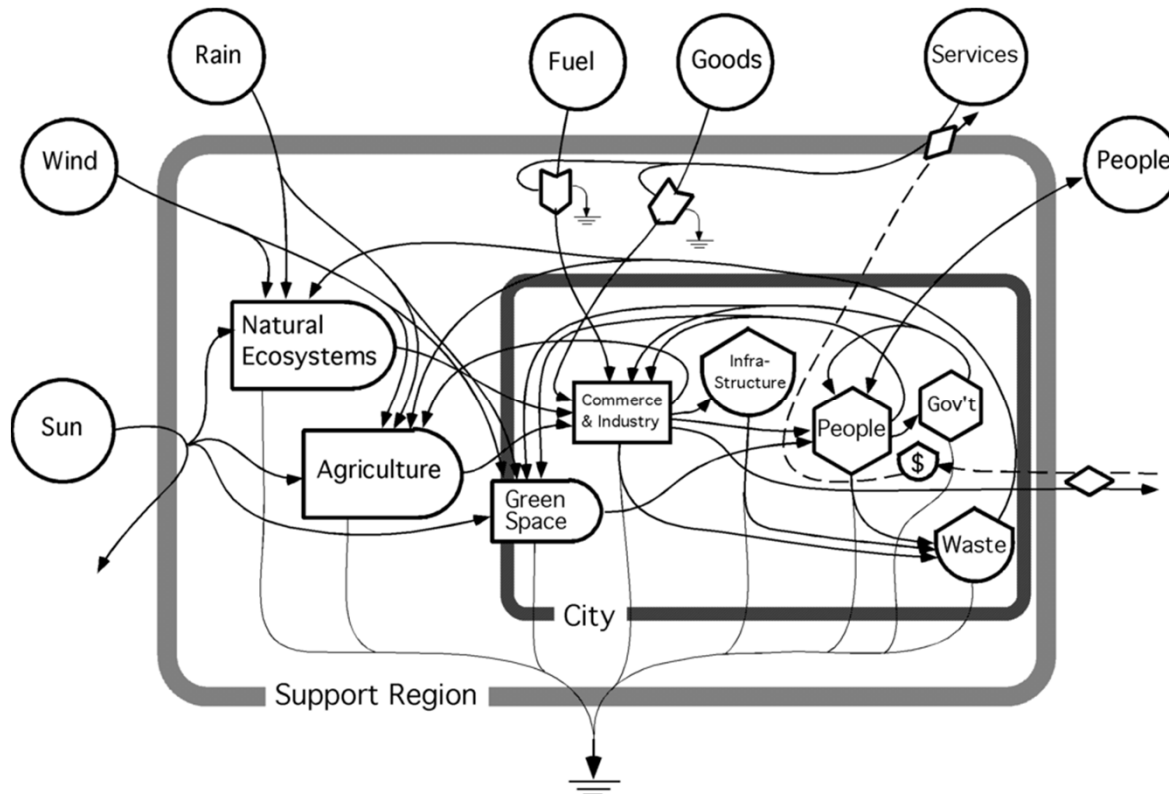 Rain
Fuel
Goods
Services
Wind
People
Natural
Ecosystems
Infra-
Structure
Commerce
& Industry
Gov't
People
Sun
Agriculture
$
Green
Space
Waste
City
Support Region